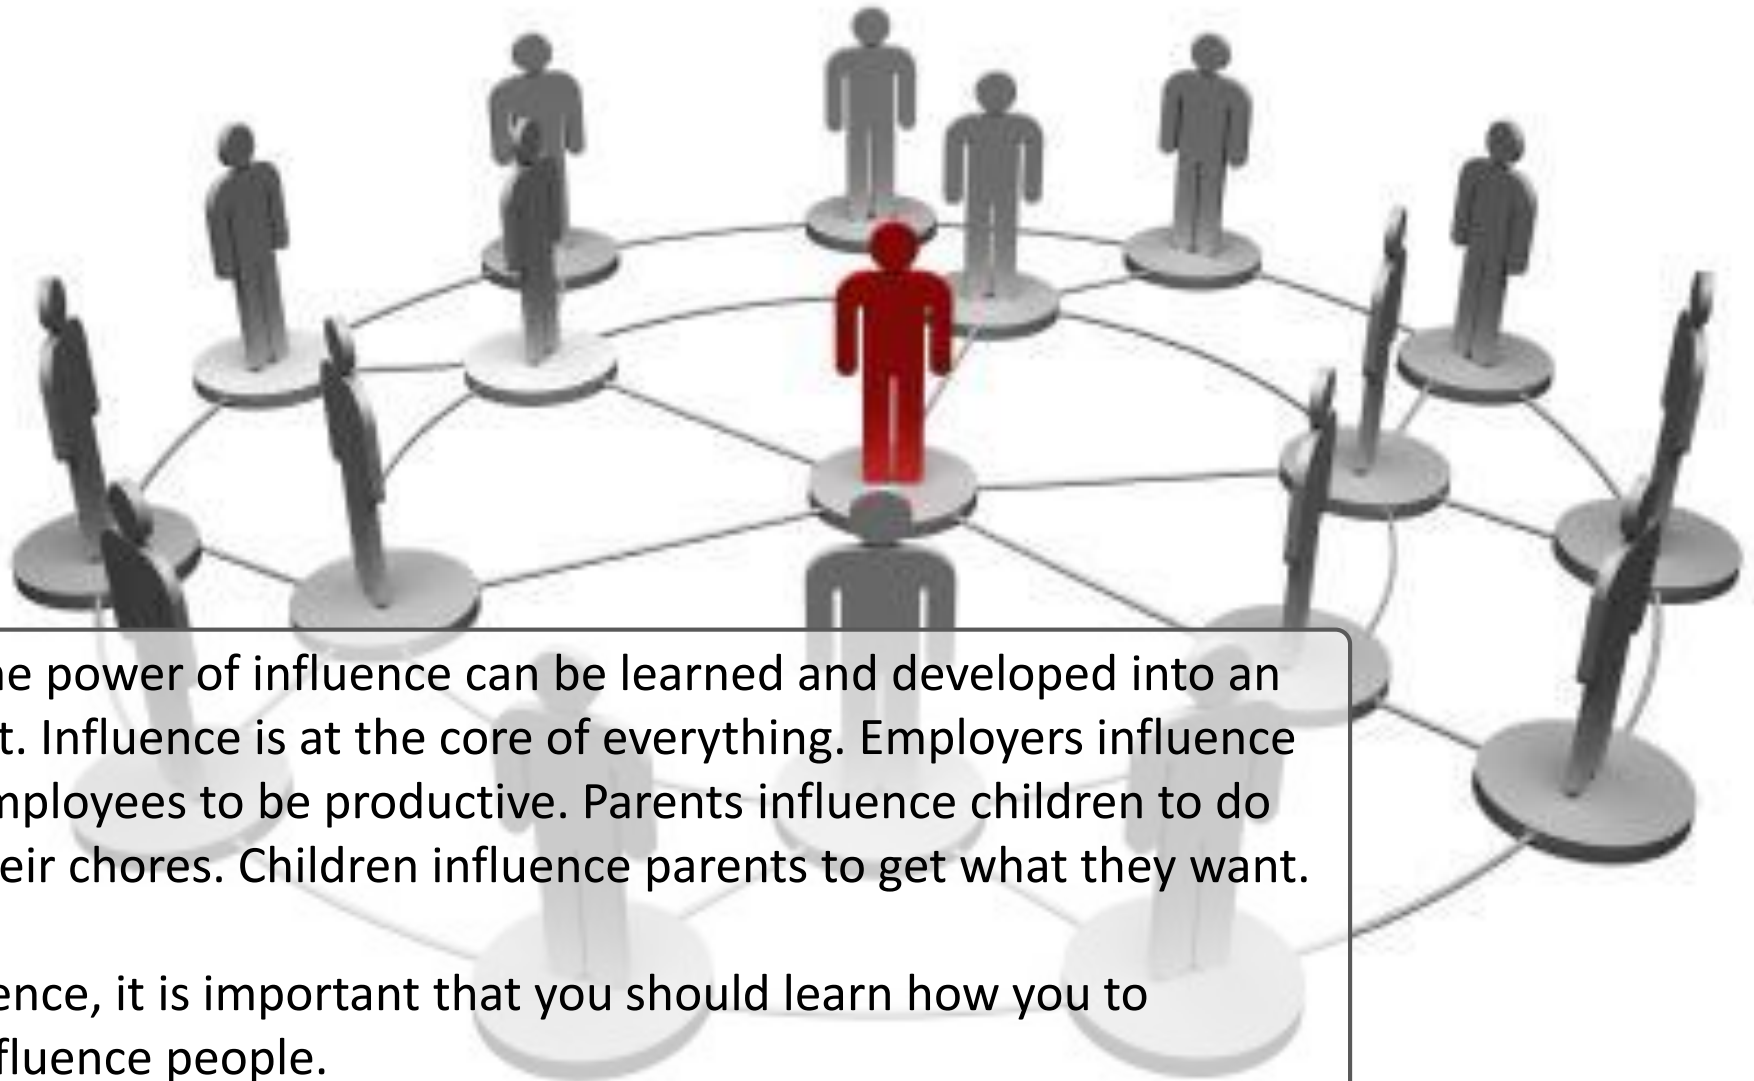 he power of influence can be learned and developed into an
t. Influence is at the core of everything. Employers influence
mployees to be productive. Parents influence children to do
eir chores. Children influence parents to get what they want.
ence, it is important that you should learn how you to
fluence people.